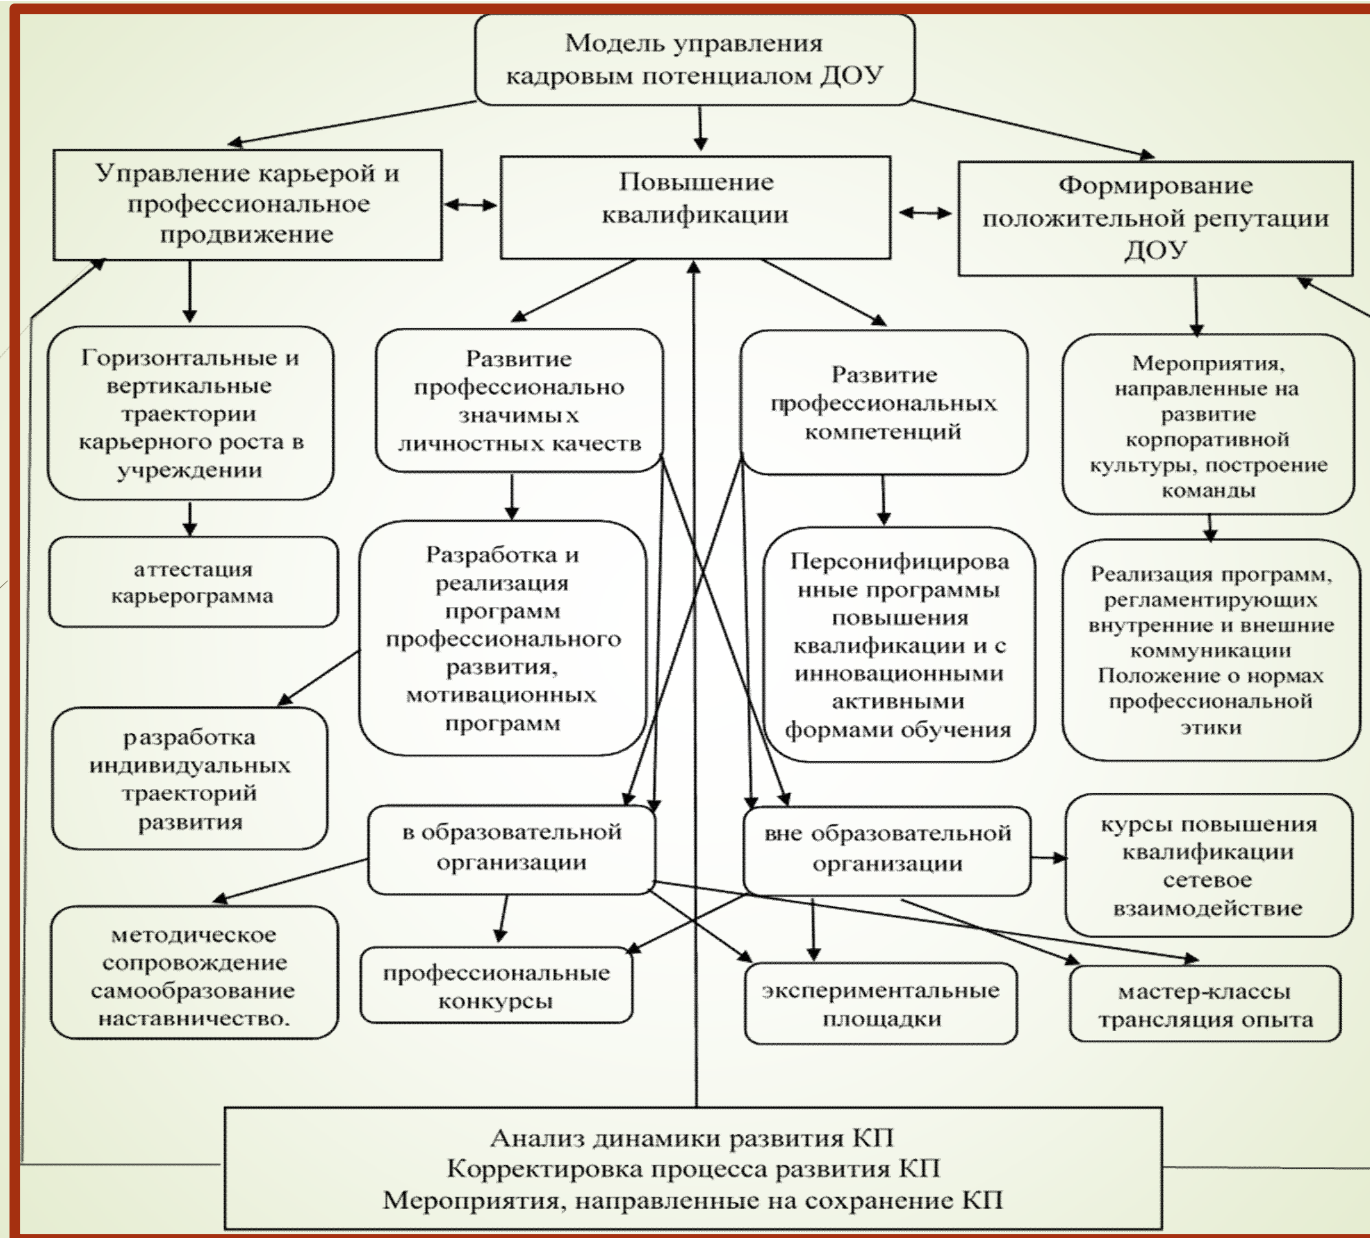 Модель управления
кадровым потенциалом ДОУ
Управление карьерой и
профессиональное
продвижение
Повышение
квалификации
Формирование
положительной репутации
ДОУ
Горизонтальные и
вертикальные
траектории
карьерного роста в
учреждении
Развитие
профессионально
значимых
личностных качеств
Развитие
профессиональных
компетенций
Мероприятия,
направленные на
развитие
корпоративной
культуры, построение
команды
аттестация
карьерограмма
Разработка и
реализация
программ
профессионального
развития,
мотивационных
программ
Персонифицирова
нные программы
повышения
квалификации и с
инновационными
активными
формами обучения
Реализация программ,
регламентирующих
внутренние и внешние
коммуникации
Положение о нормах
профессиональной
этики
разработка
индивидуальных
траекторий
развития
в образовательной
организации
вне образовательной
организации
курсы повышения
квалификации
сетевое
взаимодействие
методическое
сопровождение
самообразование
наставничество.
профессиональные
конкурсы
экспериментальные
площадки
мастер-классы
трансляция опыта
Анализ динамики развития КП
Корректировка процесса развития КП
Мероприятия, направленные на сохранение КП